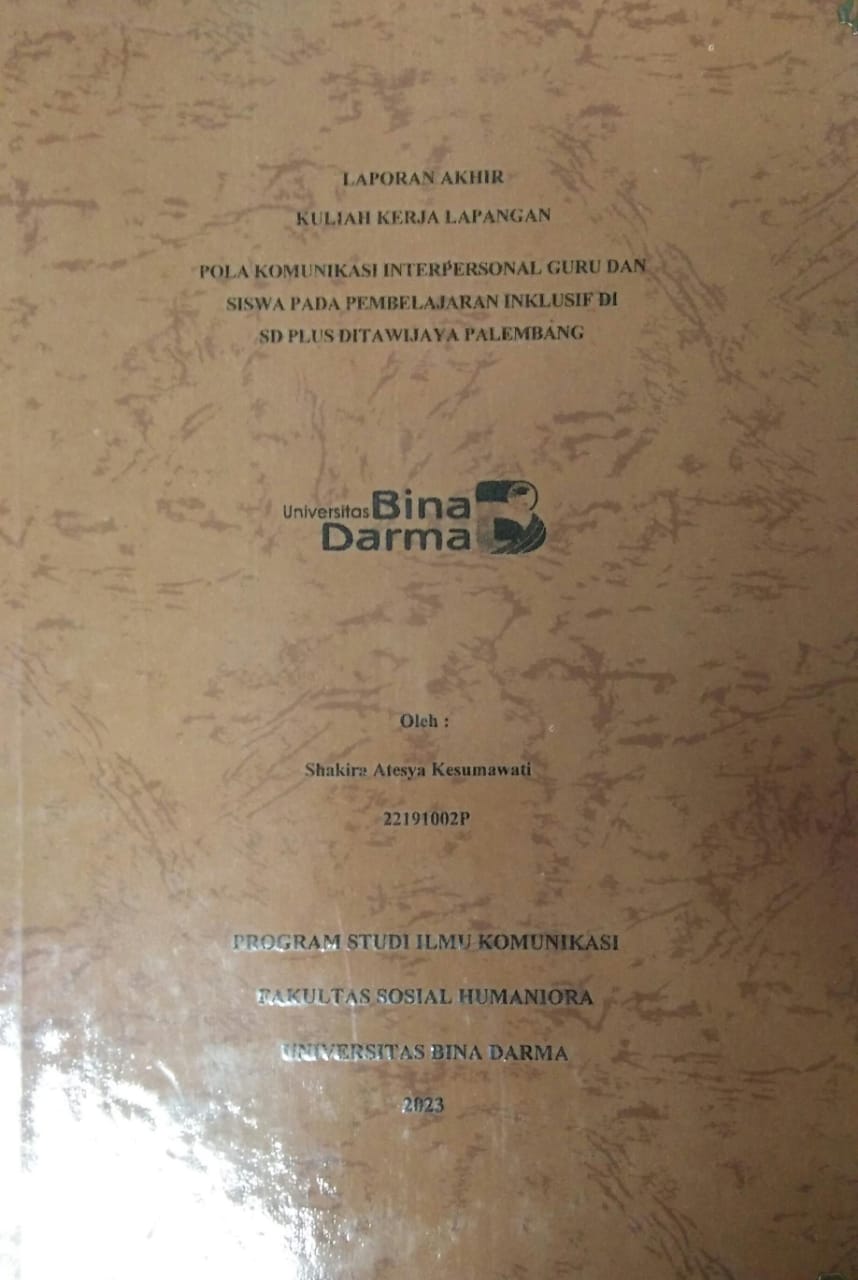 LAPORAN AKHIR
KULIAH KERJA LAPANGAN
POLA KOMUNIKASI INTERPERSONAL GURU DAN
SISWA PADA PEMBELAJARAN INKLUSIF DI
SD PLUS DITAWIJAYA PALEMBANG
Universitas Bina
Darma
Oleh :
Shakira Atesya Kesumawati
22191002P
PROGRAM STUDI ILMU KOMUNIKASI
FAKULTAS SOSIAL HUMANIORA
UNIVERSITAS BINA DARMA
2023